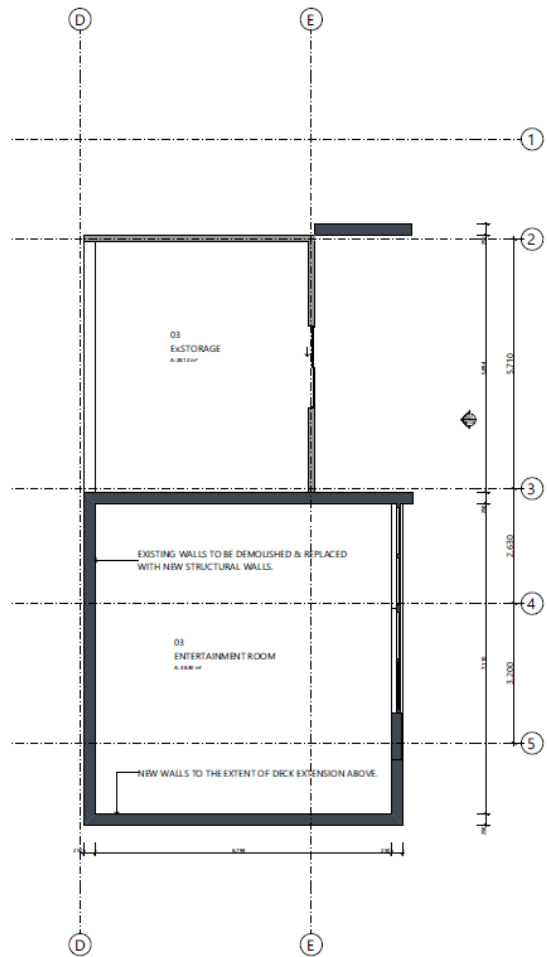 D
E
1
2
03
ExSTORAGE
5,710
3
EXISTING WALLS TO BE DEMOLISHED & REPLACED
WITH NEW STRUCTURAL WALLS.
2,630
4
03
ENTERTAINMENT ROOM
3,200
5
NEW WALLS TO THE EXTENT OF DECK EXTENSION ABOVE.
D
E